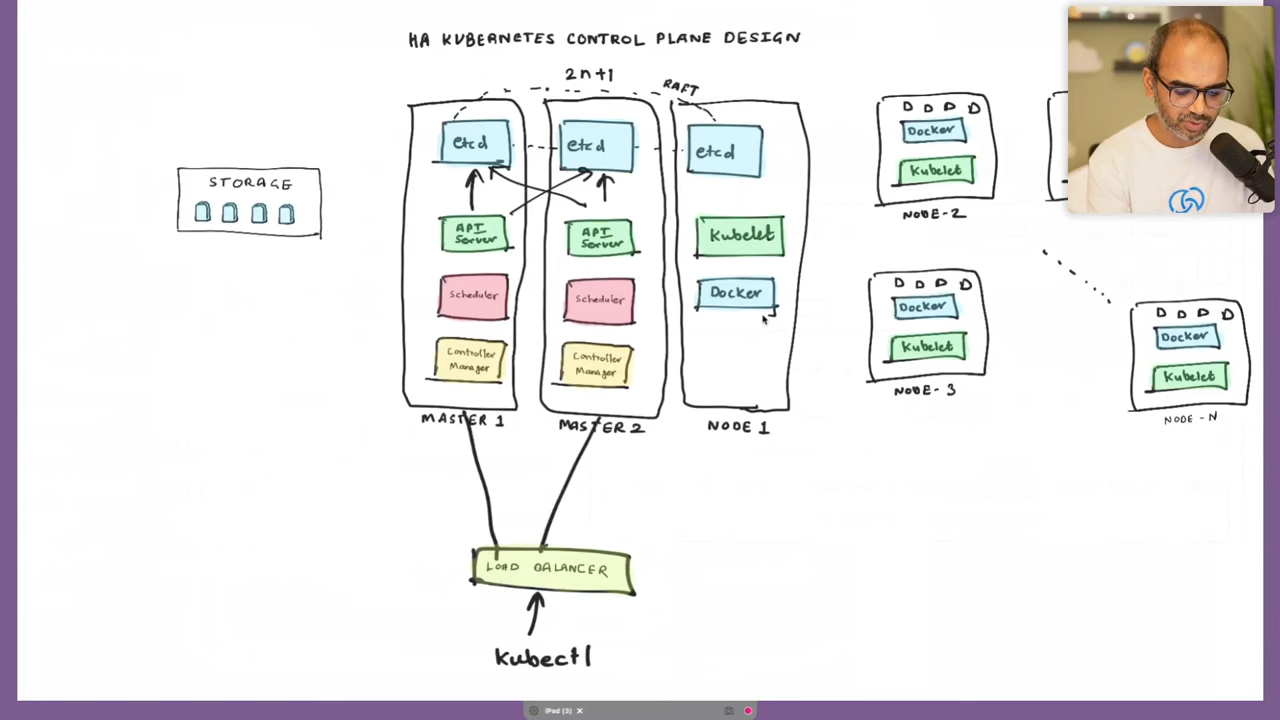 HA KUBERNETES CONTROL PLANE DESIGN
2n+1
RAFT
etcd
etcd
etcd
API
Server
API
Server
Kubelet
Scheduler
Scheduler
Docker
Controller
Manager
Controller
Manager
MASTER 1
MASTER 2
NODE 1
STORAGE
Docker
Kubelet
NODE-2
Docker
Kubelet
NODE-3
Docker
Kubelet
NODE-N
LOAD BALANCER
kubectl
iPad (3)